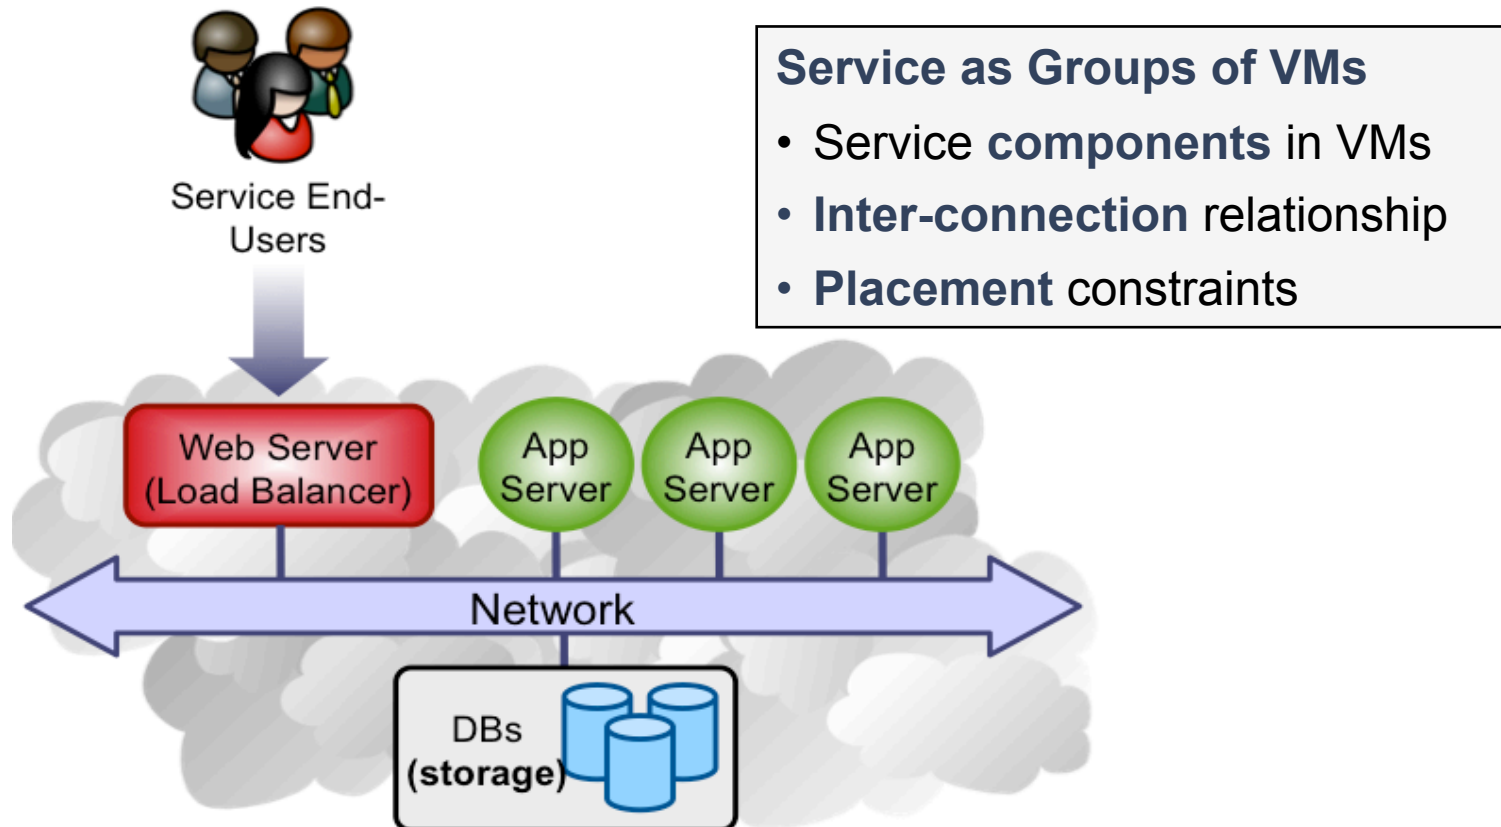 Service as Groups of VMs
• Service components in VMs
• Inter-connection relationship
• Placement constraints
Service End-
Users
Web Server
(Load Balancer)
App
Server
App
Server
App
Server
Network
DBs
(storage)